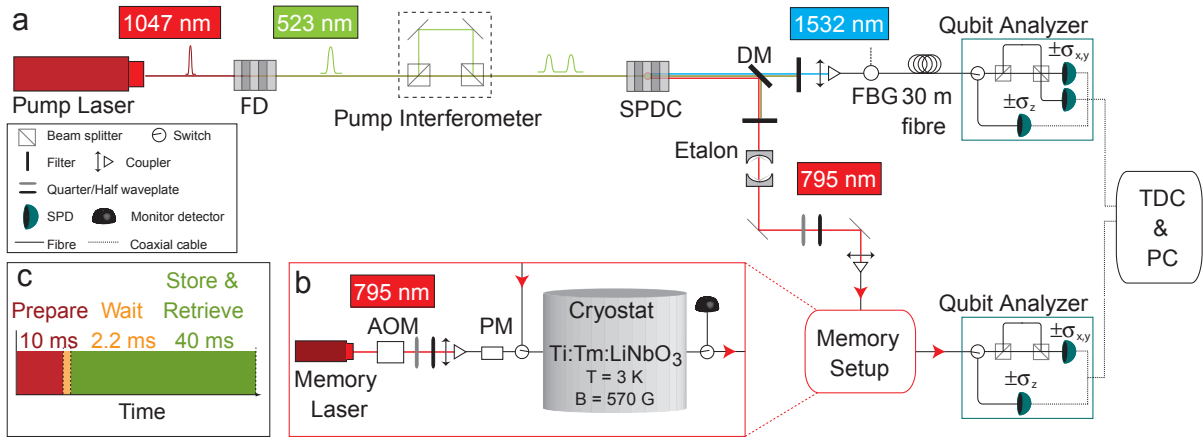 a
1047 nm
523 nm
1532 nm
Qubit Analyzer
±σx,y
±σz
Pump Laser
FD
Pump Interferometer
SPDC
DM
FBG
30 m
fibre
Beam splitter
Switch
Filter
Coupler
Quarter/Half waveplate
SPD
Monitor detector
Fibre
Coaxial cable
Etalon
795 nm
TDC
&
PC
c
Store &
Prepare
Wait
Retrieve
10 ms
2.2 ms
40 ms
Time
b
795 nm
AOM
PM
Cryostat
Ti:Tm:LiNbO3
T = 3 K
B = 570 G
Memory
Laser
Memory
Setup
Qubit Analyzer
±σx,y
±σz